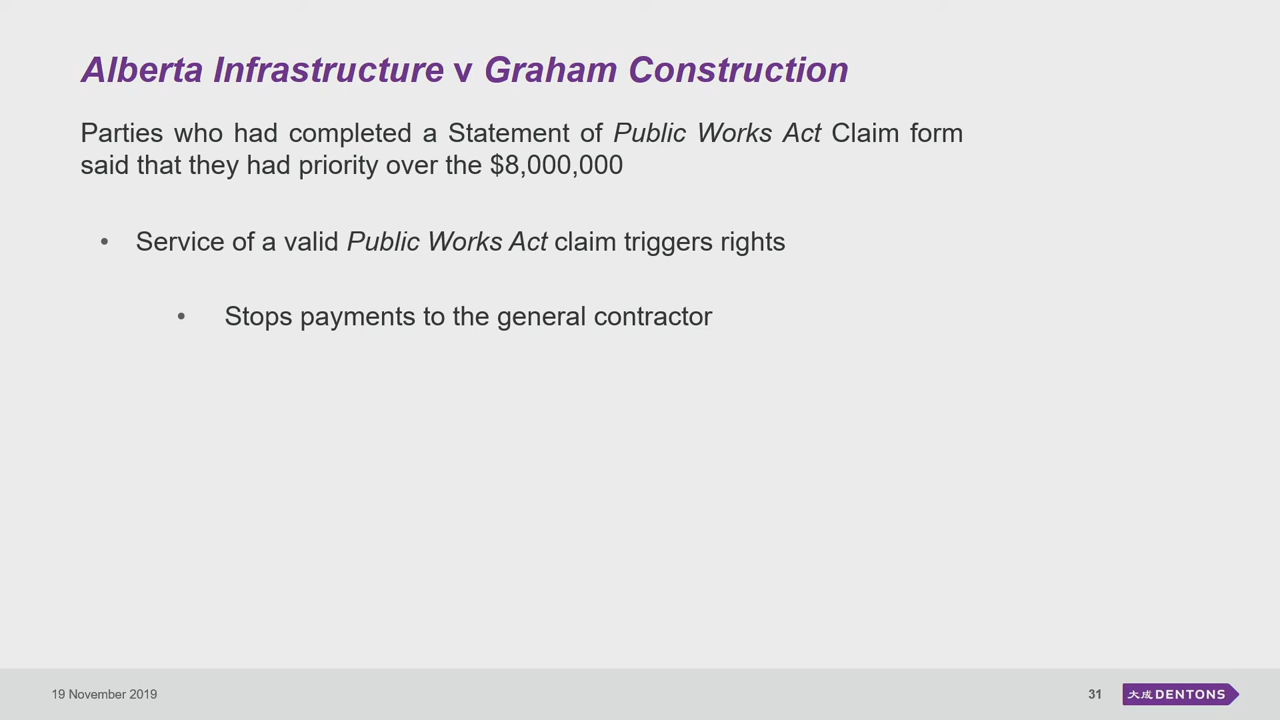 Alberta Infrastructure v Graham Construction
Parties who had completed a Statement of Public Works Act Claim form
said that they had priority over the $8,000,000
• Service of a valid Public Works Act claim triggers rights
• Stops payments to the general contractor
19 November 2019
31
大成 DENTONS